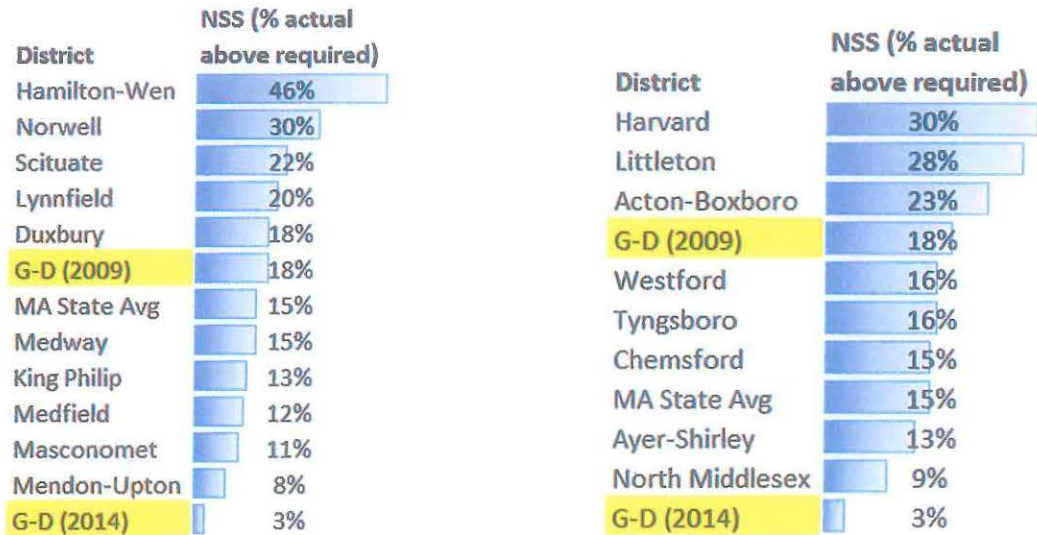 NSS (% actual
District above required)
Hamilton-Wen 46%
Norwell 30%
Scituate 22%
Lynnfield 20%
Duxbury 18%
G-D (2009) 18%
MA State Avg 15%
Medway 15%
King Philip 13%
Medfield 12%
Masconomet 11%
Mendon-Upton 8%
G-D (2014) 3%
NSS (% actual
District above required)
Harvard 30%
Littleton 28%
Acton-Boxboro 23%
G-D (2009) 18%
Westford 16%
Tyngsboro 16%
Chemsford 15%
MA State Avg 15%
Ayer-Shirley 13%
North Middlesex 9%
G-D (2014) 3%